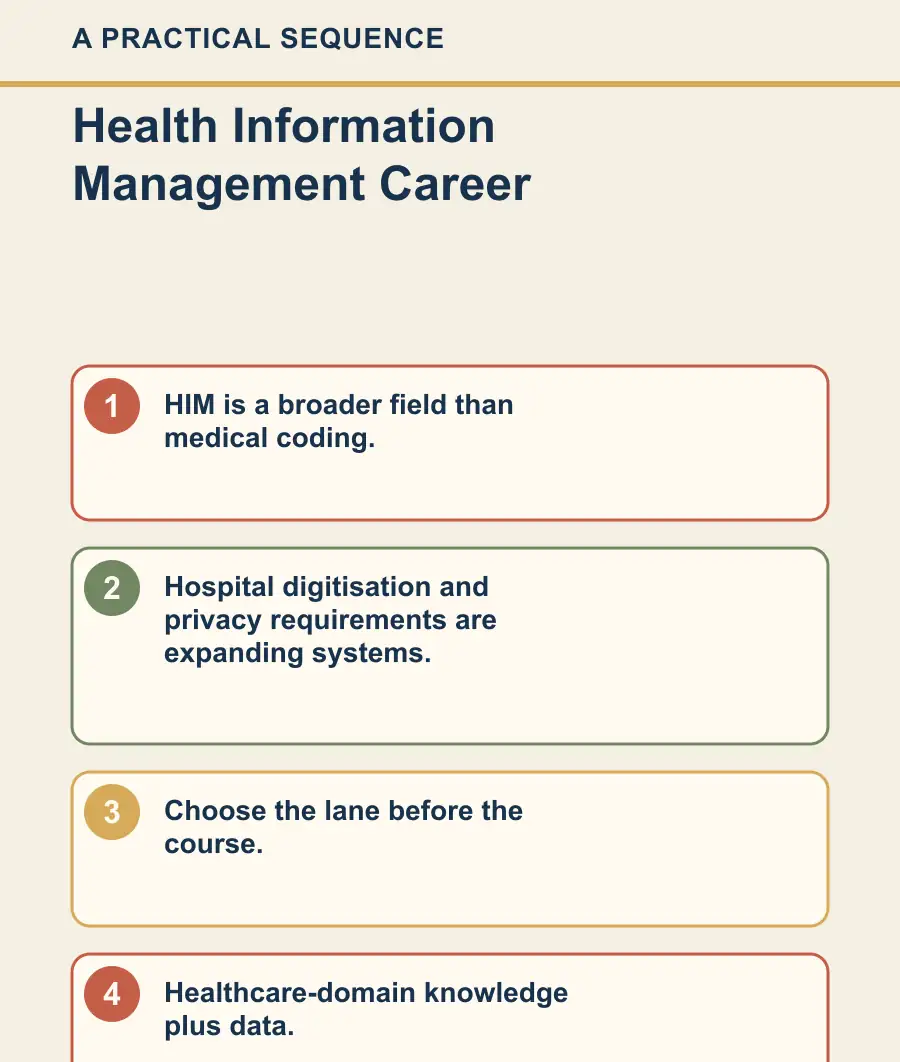 A PRACTICAL SEQUENCE
Health Information
Management Career
1
HIM is a broader field than
medical coding.
2
Hospital digitisation and
privacy requirements are
expanding systems.
3
Choose the lane before the
course.
4
Healthcare-domain knowledge
plus data.